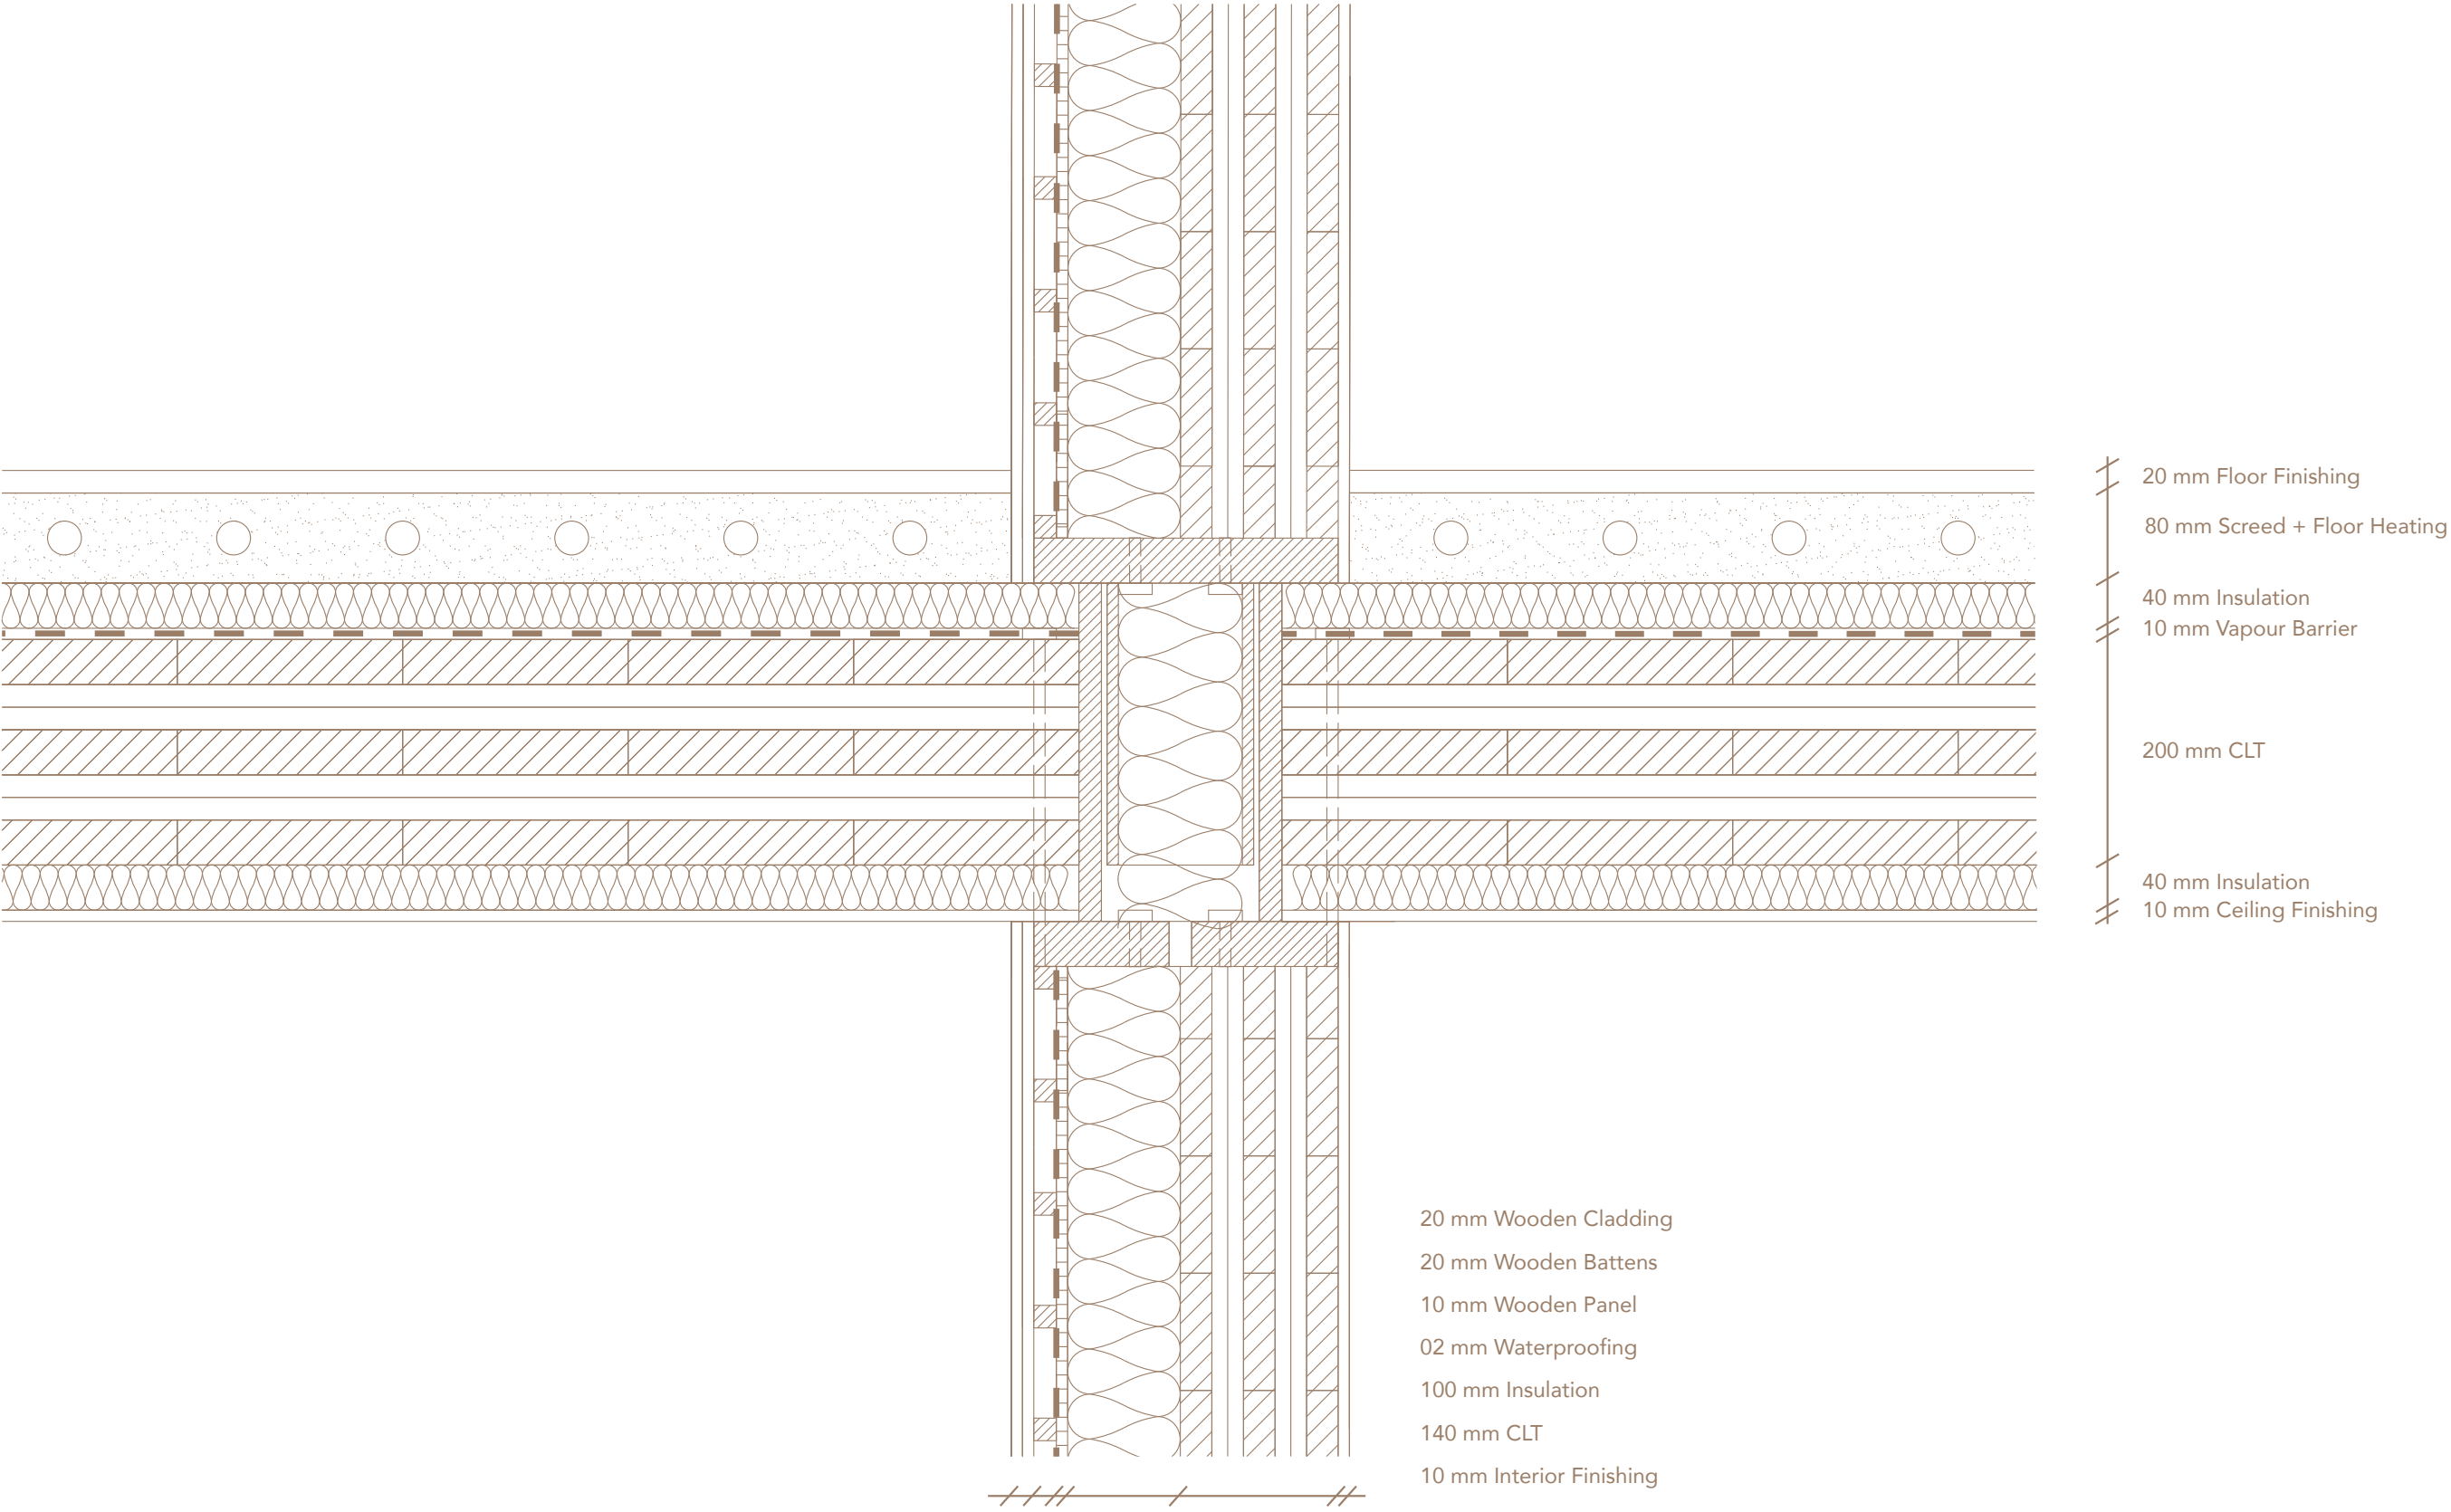 20 mm Floor Finishing
80 mm Screed + Floor Heating
40 mm Insulation
10 mm Vapour Barrier
200 mm CLT
40 mm Insulation
10 mm Ceiling Finishing
20 mm Wooden Cladding
20 mm Wooden Battens
10 mm Wooden Panel
02 mm Waterproofing
100 mm Insulation
140 mm CLT
10 mm Interior Finishing